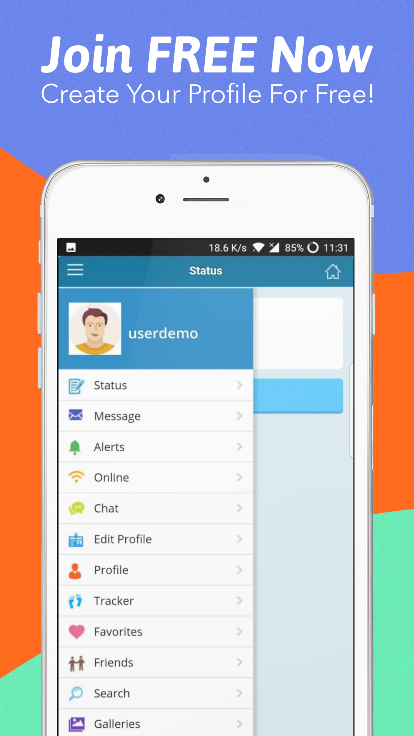 Join FREE Now
Create Your Profile For Free!
18.6 K/s 85% 11:31
Status
userdemo
Status
Message
Alerts
Online
Chat
Edit Profile
Profile
Tracker
Favorites
Friends
Search
Galleries